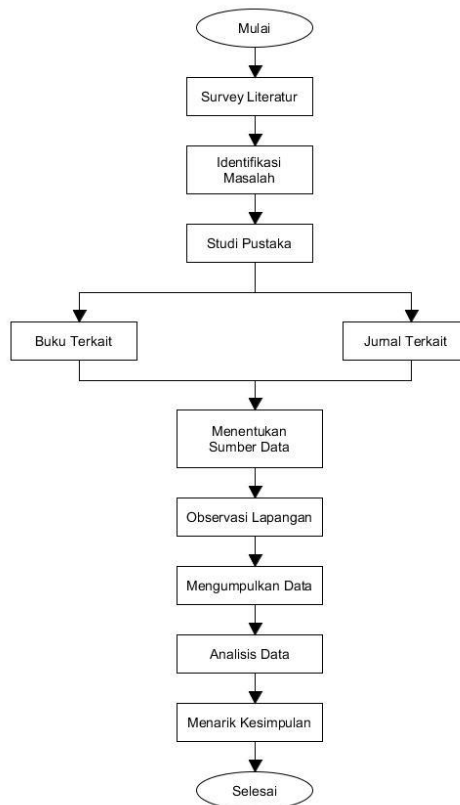 Mulai
Survey Literatur
Identifikasi
Masalah
Studi Pustaka
Buku Terkait
Jurnal Terkait
Menentukan
Sumber Data
Observasi Lapangan
Mengumpulkan Data
Analisis Data
Menarik Kesimpulan
Selesai